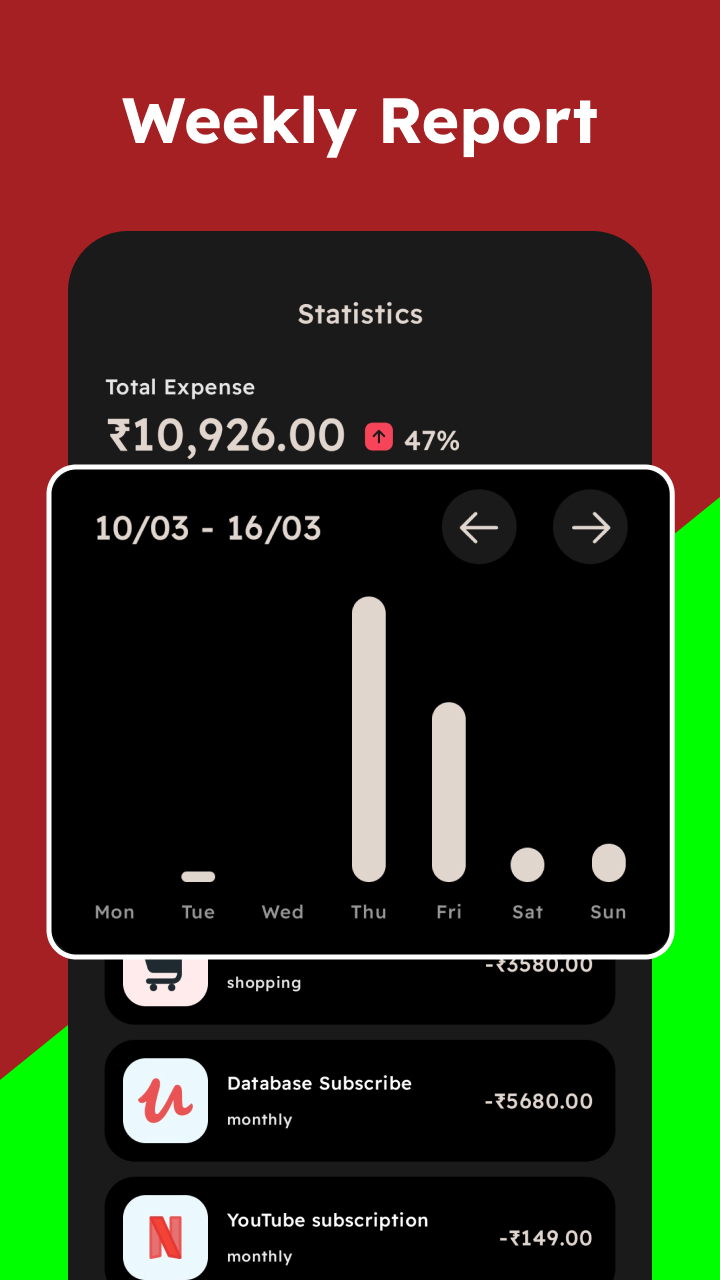 Weekly Report
Statistics
Total Expense
₹10,926.00 47%
10/03 - 16/03
Mon Tue Wed Thu Fri Sat Sun
shopping -₹3580.00
Database Subscribe
monthly
-₹5680.00
YouTube subscription
monthly
-₹149.00